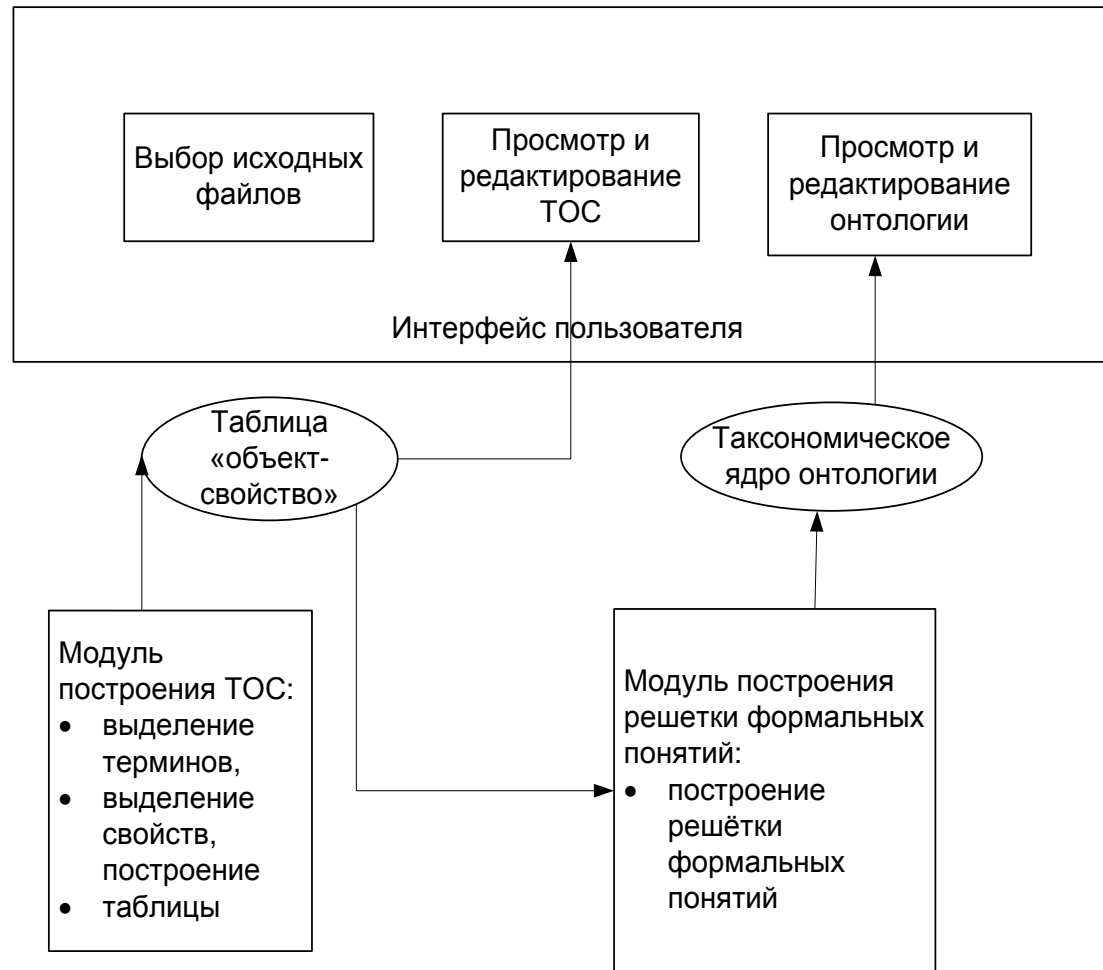 Выбор исходных
файлов
Просмотр и
редактирование
ТОС
Просмотр и
редактирование
онтологии
Интерфейс пользователя
Таблица
«объект-
свойство»
Таксономическое
ядро онтологии
Модуль
построения ТОС:
• выделение
терминов,
• выделение
свойств,
построение
• таблицы
Модуль построения
решетки формальных
понятий:
• построение
решётки
формальных
понятий